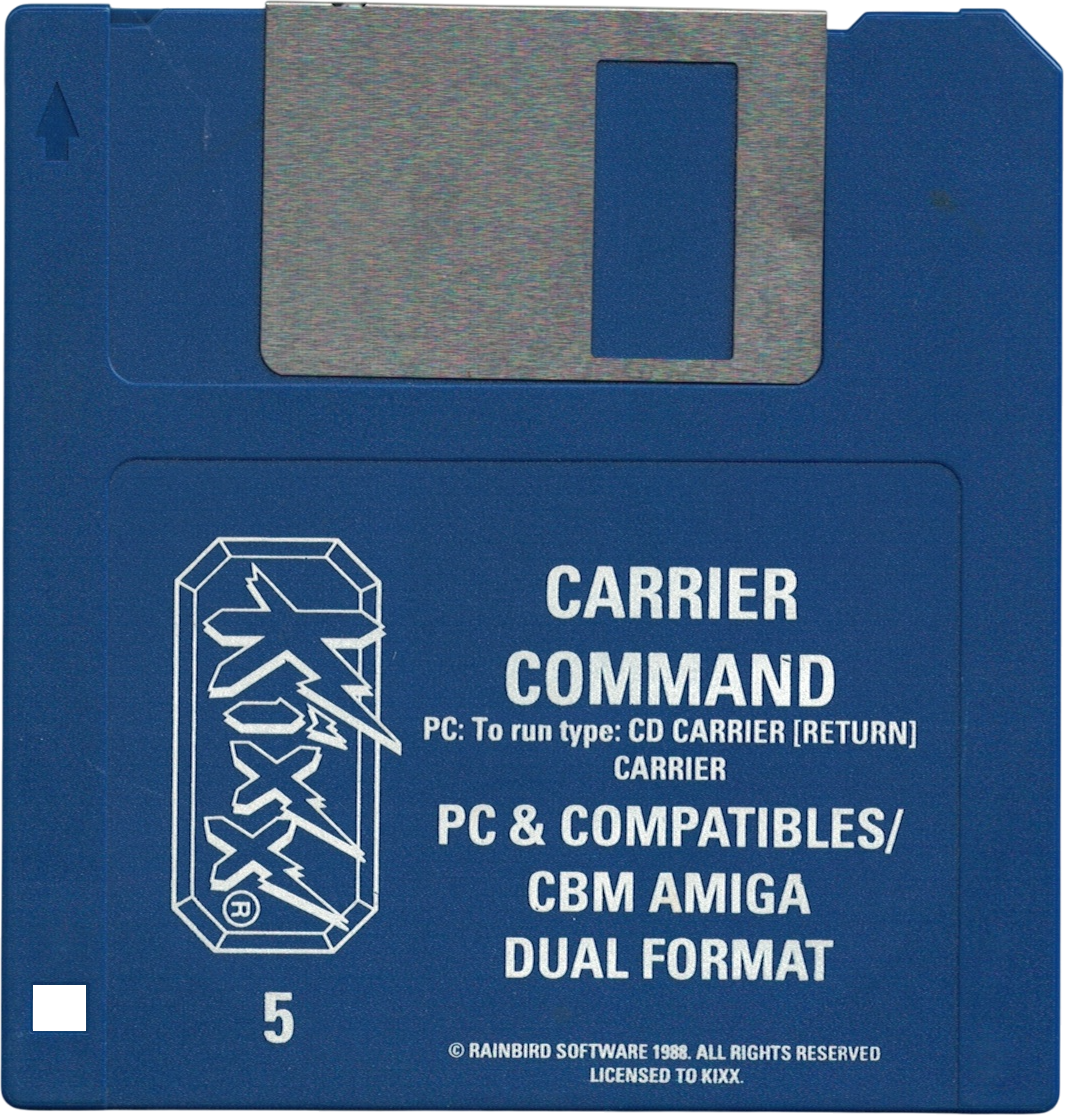 KIXX
®
5
CARRIER
COMMAND
PC: To run type: CD CARRIER [RETURN]
CARRIER
PC & COMPATIBLES/
CBM AMIGA
DUAL FORMAT
© RAINBIRD SOFTWARE 1988. ALL RIGHTS RESERVED
LICENSED TO KIXX.